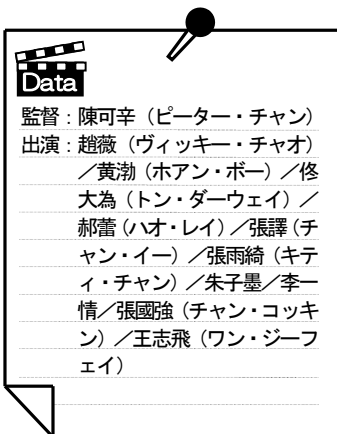 Data
監督:陳可辛(ピーター・チャン)
出演:趙薇(ヴィッキー・チャオ)
／黄渤(ホアン・ボー)／佟
大為(トン・ダーウェイ)／
郝蕾(ハオ・レイ)／張譯(チ
ャン・イー)／張雨綺(キテ
ィ・チャン)／朱子墨／李一
情／張國強(チャン・コッキ
ン)／王志飛(ワン・ジーフ
ェイ)